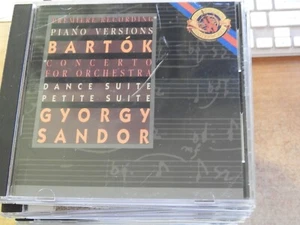 PREMIERE RECORDING
PIANO VERSIONS
BARTÓK
CONCERTO
FOR ORCHESTRA
DANCE SUITE
PETITE SUITE
GYORGY
SANDOR